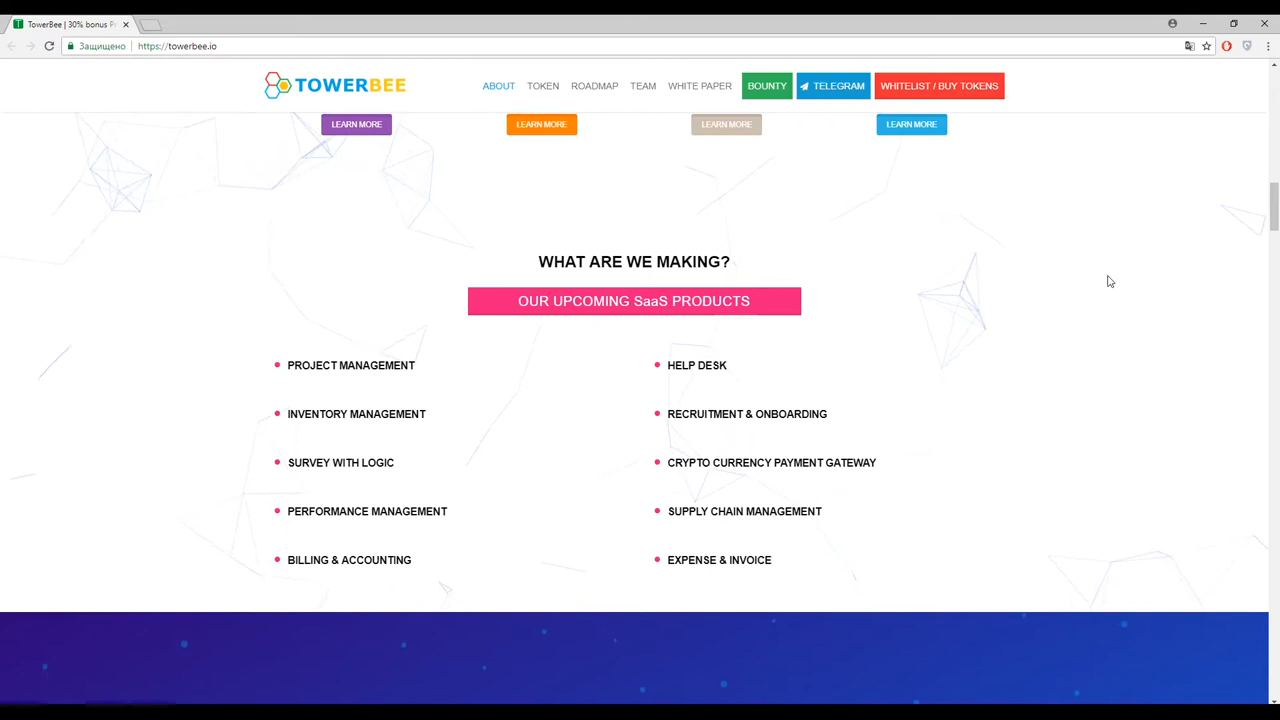 TowerBee | 30% bonus P
Защищено
https://towerbee.io
TOWERBEE
ABOUT
TOKEN
ROADMAP
TEAM
WHITE PAPER
BOUNTY
TELEGRAM
WHITELIST / BUY TOKENS
LEARN MORE
LEARN MORE
LEARN MORE
LEARN MORE
WHAT ARE WE MAKING?
OUR UPCOMING SaaS PRODUCTS
PROJECT MANAGEMENT
HELP DESK
INVENTORY MANAGEMENT
RECRUITMENT & ONBOARDING
SURVEY WITH LOGIC
CRYPTO CURRENCY PAYMENT GATEWAY
PERFORMANCE MANAGEMENT
SUPPLY CHAIN MANAGEMENT
BILLING & ACCOUNTING
EXPENSE & INVOICE